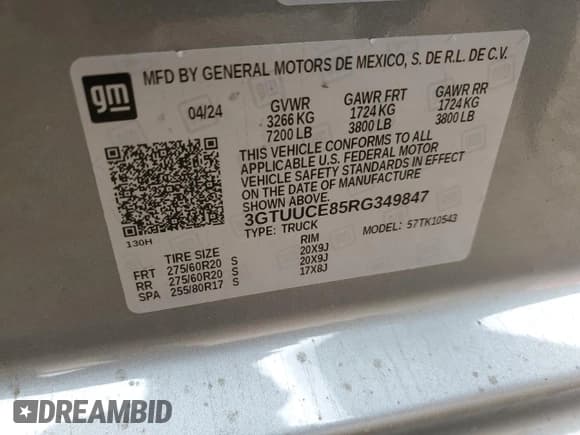 gm
MFD BY GENERAL MOTORS DE MEXICO, S. DE R.L. DE C.V.
04/24 GVWR GAWR FRT GAWR RR
3266 KG 1724 KG 1724 KG
7200 LB 3800 LB 3800 LB
THIS VEHICLE CONFORMS TO ALL
APPLICABLE U.S. FEDERAL MOTOR
VEHICLE SAFETY STANDARDS IN EFFECT
ON THE DATE OF MANUFACTURE
SHOWN ABOVE.
3GTUUCE85RG349847
TYPE: TRUCK MODEL: 57TK10543
130H
TIRE SIZE RIM
FRT 275/60R20 S 20X9J
RR 275/60R20 S 20X9J
SPA 255/80R17 S 17X8J
DREAMBID